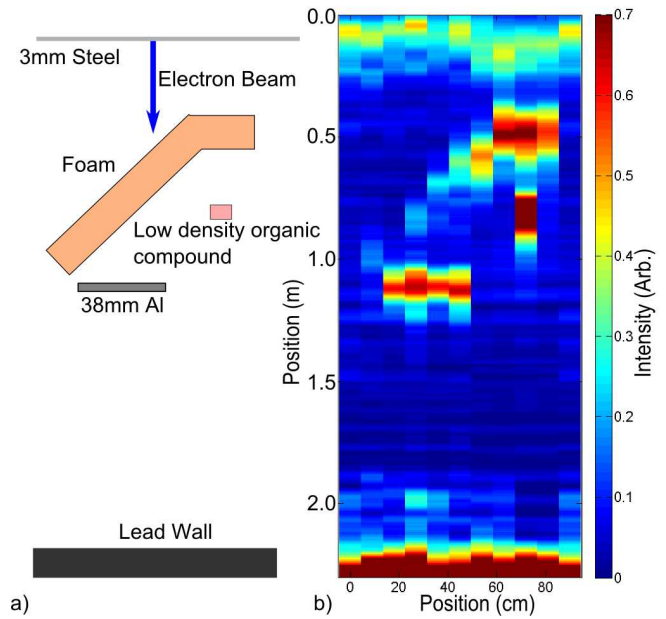 3mm Steel
Electron Beam
Foam
Low density organic
compound
38mm Al
Lead Wall
a)
0.0
0.5
1.0
1.5
2.0
Position (m)
0
20
40
60
80
Position (cm)
b)
0.7
0.6
0.5
0.4
0.3
0.2
0.1
0
Intensity (Arb.)